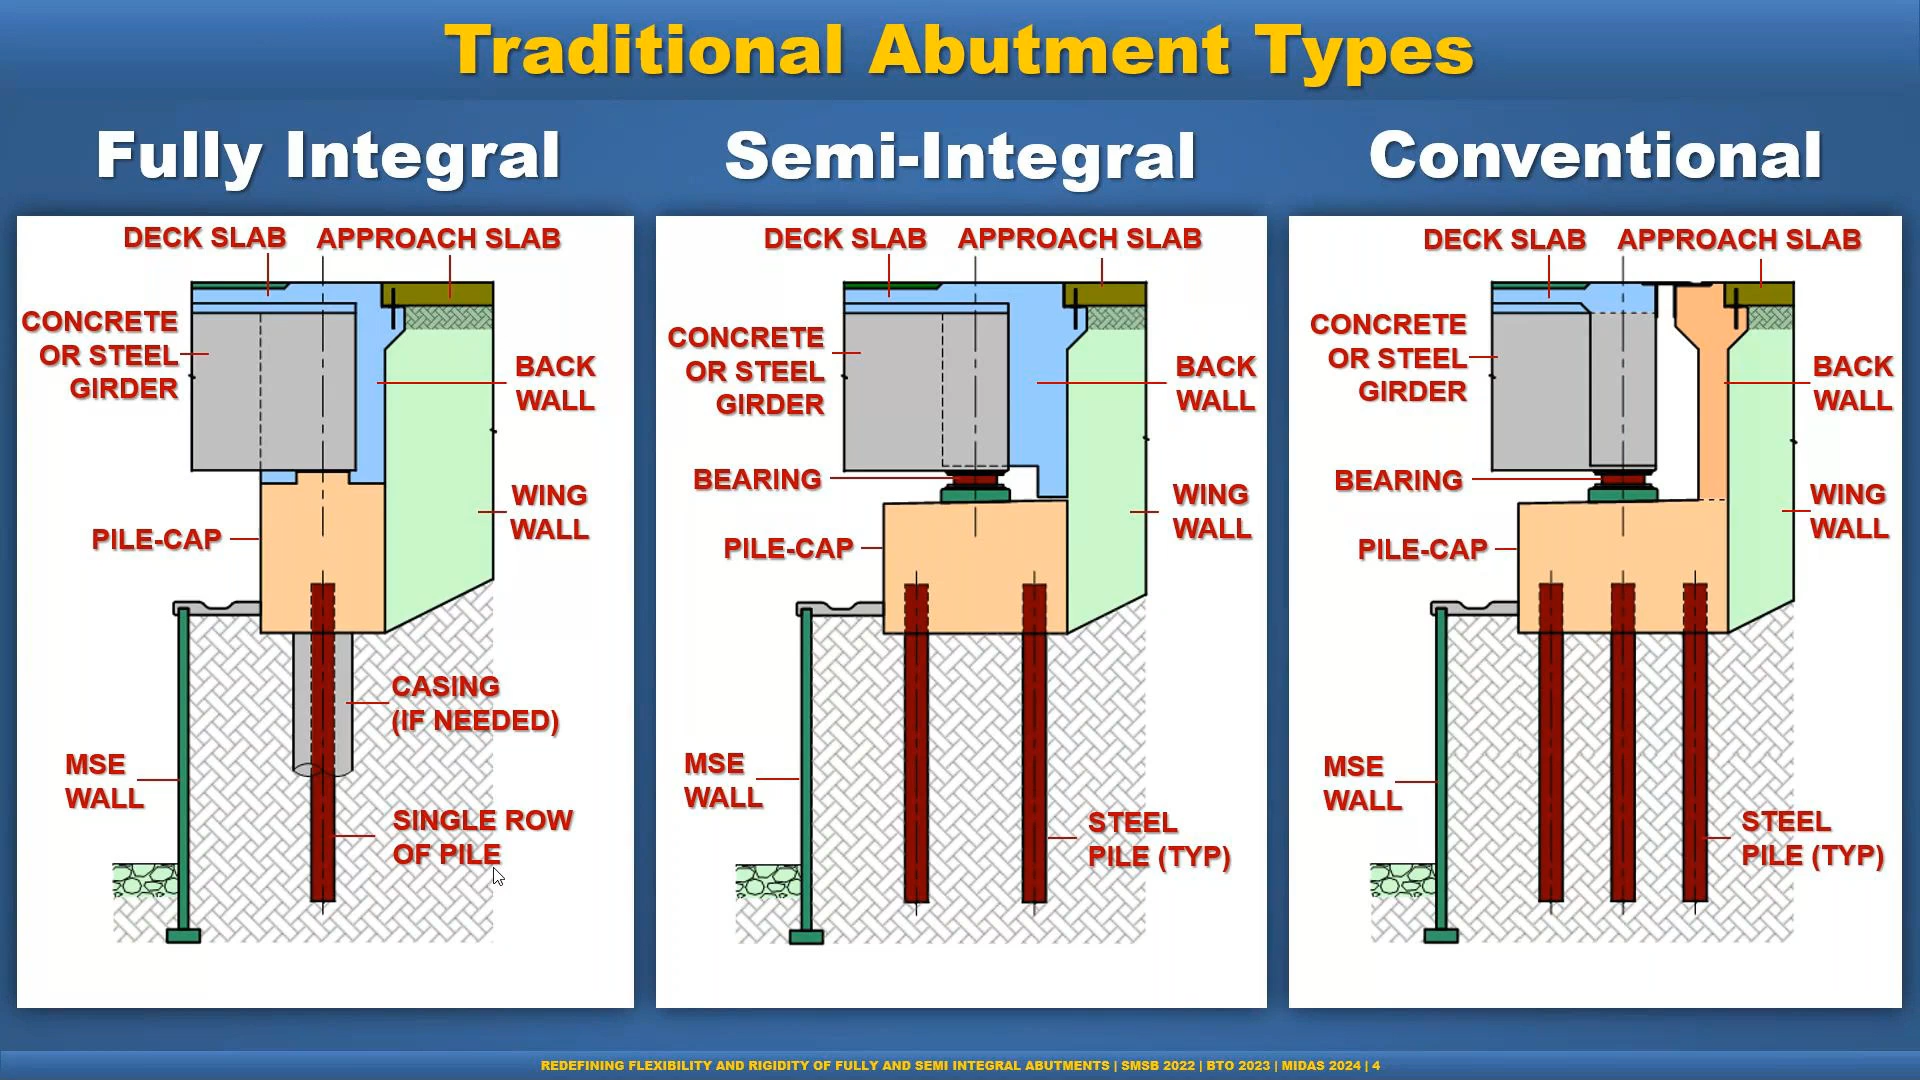 Traditional Abutment Types
Fully Integral
DECK SLAB
APPROACH SLAB
CONCRETE
OR STEEL
GIRDER
BACK
WALL
WING
WALL
PILE-CAP
CASING
(IF NEEDED)
MSE
WALL
SINGLE ROW
OF PILE
Semi-Integral
DECK SLAB
APPROACH SLAB
CONCRETE
OR STEEL
GIRDER
BACK
WALL
BEARING
WING
WALL
PILE-CAP
MSE
WALL
STEEL
PILE (TYP)
Conventional
DECK SLAB
APPROACH SLAB
CONCRETE
OR STEEL
GIRDER
BACK
WALL
BEARING
WING
WALL
PILE-CAP
MSE
WALL
STEEL
PILE (TYP)
REDEFINING FLEXIBILITY AND RIGIDITY OF FULLY AND SEMI INTEGRAL ABUTMENTS | SMSB 2022 | BTO 2023 | MIDAS 2024 | 4